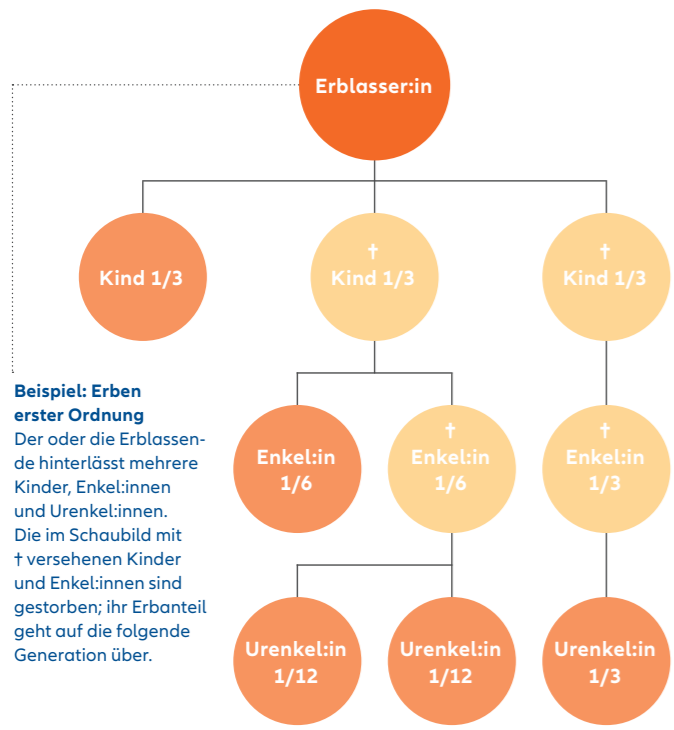 Erblasser:in
Kind 1/3
†
Kind 1/3
†
Kind 1/3
Beispiel: Erben
erster Ordnung
Der oder die Erblassen-
de hinterlässt mehrere
Kinder, Enkel:innen
und Urenkel:innen.
Die im Schaubild mit
† versehenen Kinder
und Enkel:innen sind
gestorben; ihr Erbanteil
geht auf die folgende
Generation über.
Enkel:in
1/6
†
Enkel:in
1/6
†
Enkel:in
1/3
Urenkel:in
1/12
Urenkel:in
1/12
Urenkel:in
1/3